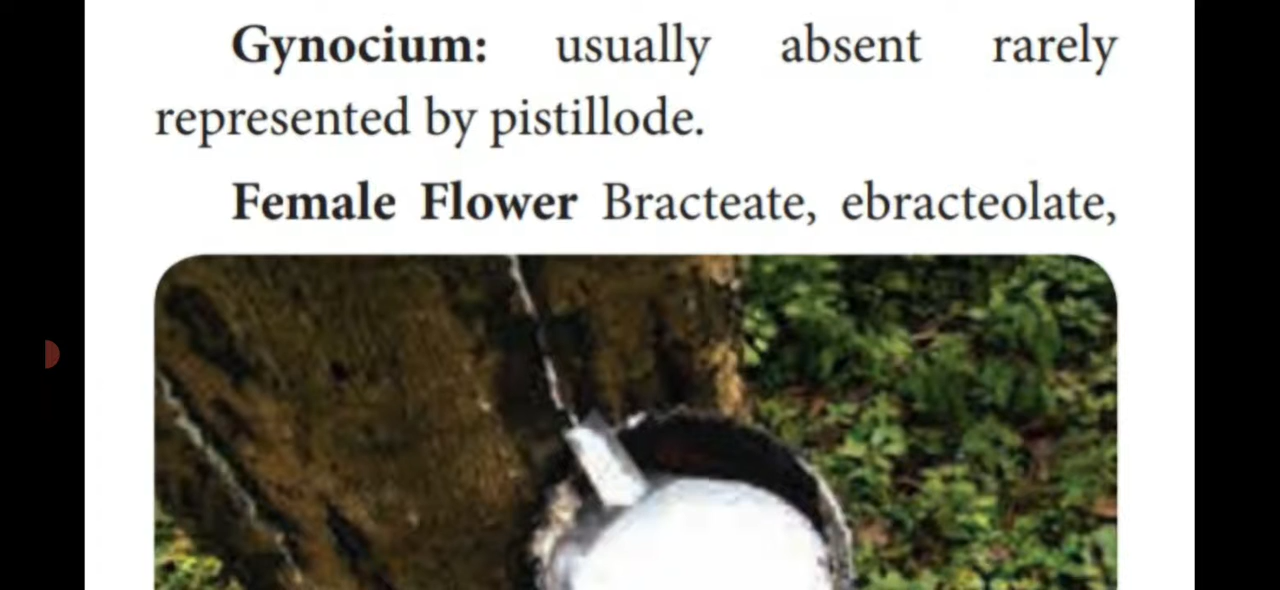 Gynocium: usually absent rarely
represented by pistillode.
Female Flower Bracteate, ebracteolate,